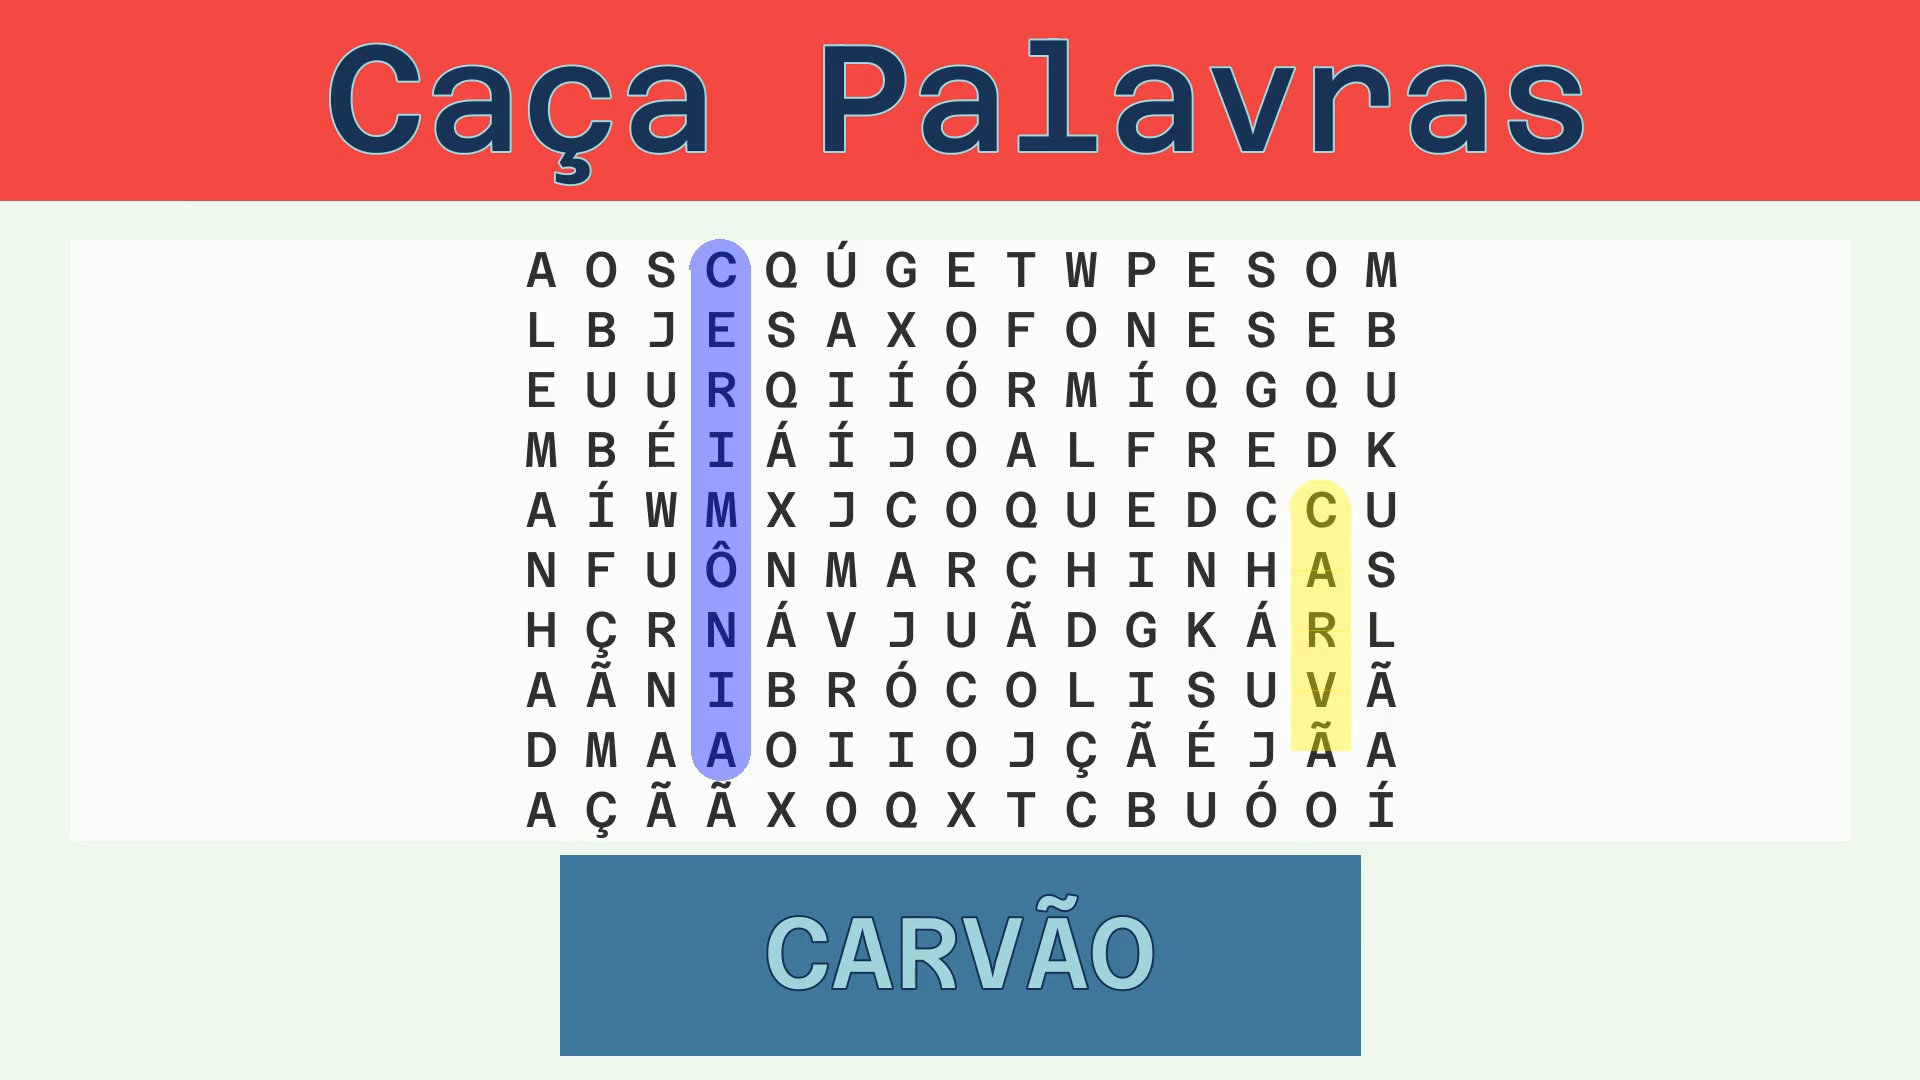 Caça Palavras
A O S C Q Ú G E T W P E S O M
L B J E S A X O F O N E S E B
E U U R Q I Í Ó R M Í Q G Q U
M B É I Á Í J O A L F R E D K
A Í W M X J C O Q U E D C C U
N F U Ô N M A R C H I N H A S
H Ç R N Á V J U Ã D G K Á R L
A Ã N I B R Ó C O L I S U V Ã
D M A A O I I O J Ç Ã É J Ã A
A Ç Ã Ã X O Q X T C B U Ó O Í
CARVÃO